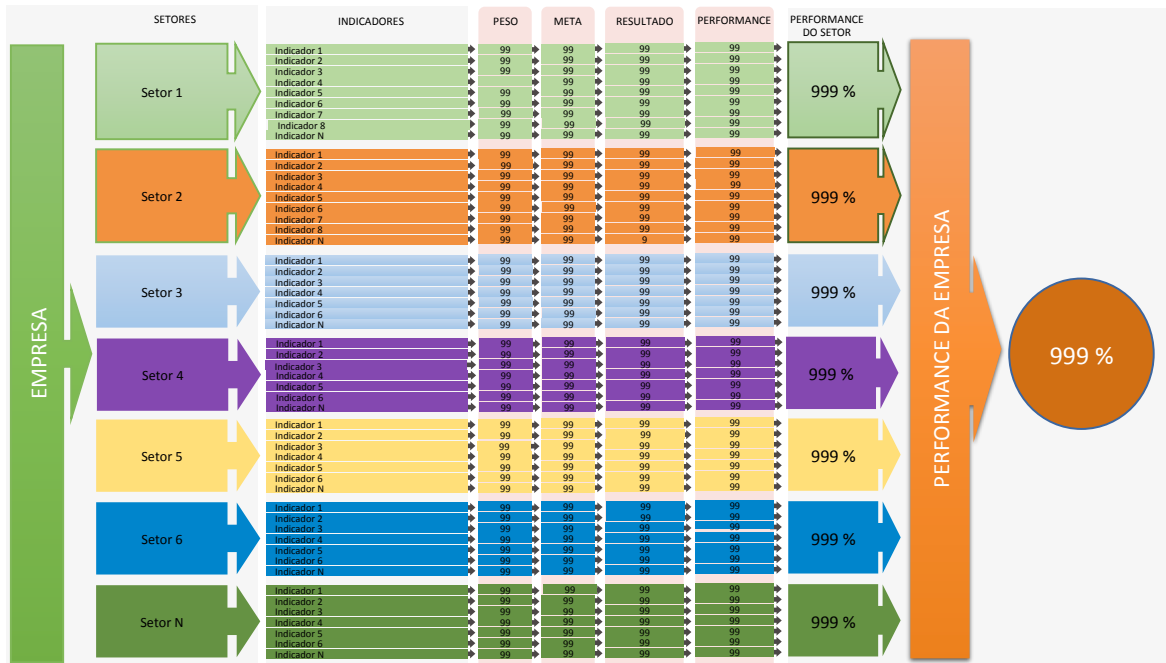 SETORES INDICADORES PESO META RESULTADO PERFORMANCE PERFORMANCE
DO SETOR
EMPRESA
Setor 1
Indicador 1 99 99 99 99
Indicador 2 99 99 99 99
Indicador 3 99 99 99 99
Indicador 4 99 99 99
Indicador 5 99 99 99 99
Indicador 6 99 99 99 99
Indicador 7 99 99 99 99
Indicador 8 99 99 99 99
Indicador N 99 99 99 99
999 %
Setor 2
Indicador 1 99 99 99 99
Indicador 2 99 99 99 99
Indicador 3 99 99 99 99
Indicador 4 99 99 99 99
Indicador 5 99 99 99 99
Indicador 6 99 99 99 99
Indicador 7 99 99 99 99
Indicador 8 99 99 99 99
Indicador N 99 99 9 99
999 %
Setor 3
Indicador 1 99 99 99 99
Indicador 2 99 99 99 99
Indicador 3 99 99 99 99
Indicador 4 99 99 99 99
Indicador 5 99 99 99 99
Indicador 6 99 99 99 99
Indicador N 99 99 99 99
999 %
Setor 4
Indicador 1 99 99 99 99
Indicador 2 99 99 99 99
Indicador 3 99 99 99 99
Indicador 4 99 99 99 99
Indicador 5 99 99 99 99
Indicador 6 99 99 99 99
Indicador N 99 99 99 99
999 %
Setor 5
Indicador 1 99 99 99 99
Indicador 2 99 99 99 99
Indicador 3 99 99 99 99
Indicador 4 99 99 99 99
Indicador 5 99 99 99 99
Indicador 6 99 99 99 99
Indicador N 99 99 99 99
999 %
Setor 6
Indicador 1 99 99 99 99
Indicador 2 99 99 99 99
Indicador 3 99 99 99 99
Indicador 4 99 99 99 99
Indicador 5 99 99 99 99
Indicador 6 99 99 99 99
Indicador N 99 99 99 99
999 %
Setor N
Indicador 1 99 99 99 99
Indicador 2 99 99 99 99
Indicador 3 99 99 99 99
Indicador 4 99 99 99 99
Indicador 5 99 99 99 99
Indicador 6 99 99 99 99
Indicador N 99 99 99 99
999 %
PERFORMANCE DA EMPRESA
999 %